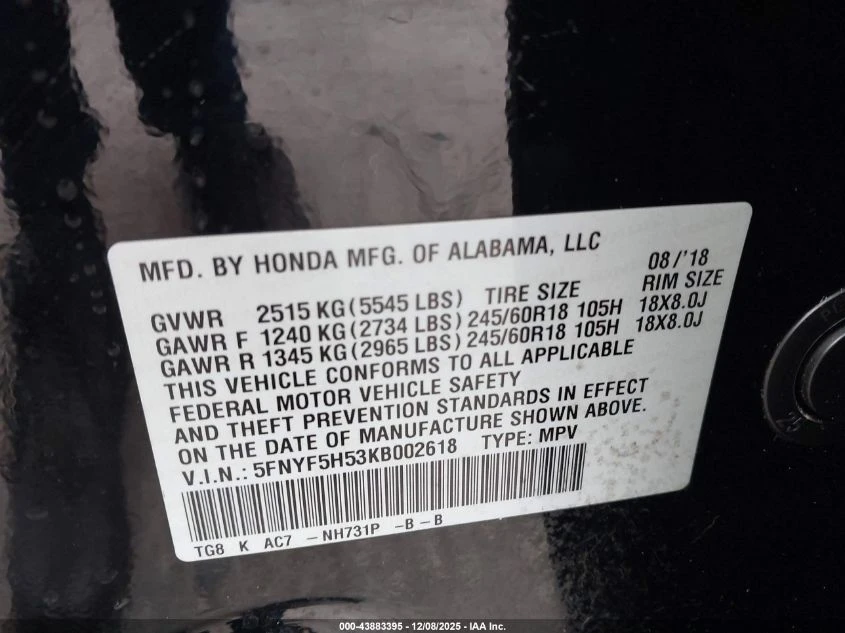 MFD. BY HONDA MFG. OF ALABAMA, LLC 08/'18
GVWR 2515 KG(5545 LBS) TIRE SIZE RIM SIZE
GAWR F 1240 KG(2734 LBS) 245/60R18 105H 18X8.0J
GAWR R 1345 KG(2965 LBS) 245/60R18 105H 18X8.0J
THIS VEHICLE CONFORMS TO ALL APPLICABLE
FEDERAL MOTOR VEHICLE SAFETY
AND THEFT PREVENTION STANDARDS IN EFFECT
ON THE DATE OF MANUFACTURE SHOWN ABOVE.
V.I.N.: 5FNYF5H53KB002618 TYPE: MPV
TG8 K AC7 -NH731P -B-B
000-43883395 - 12/08/2025 - IAA Inc.